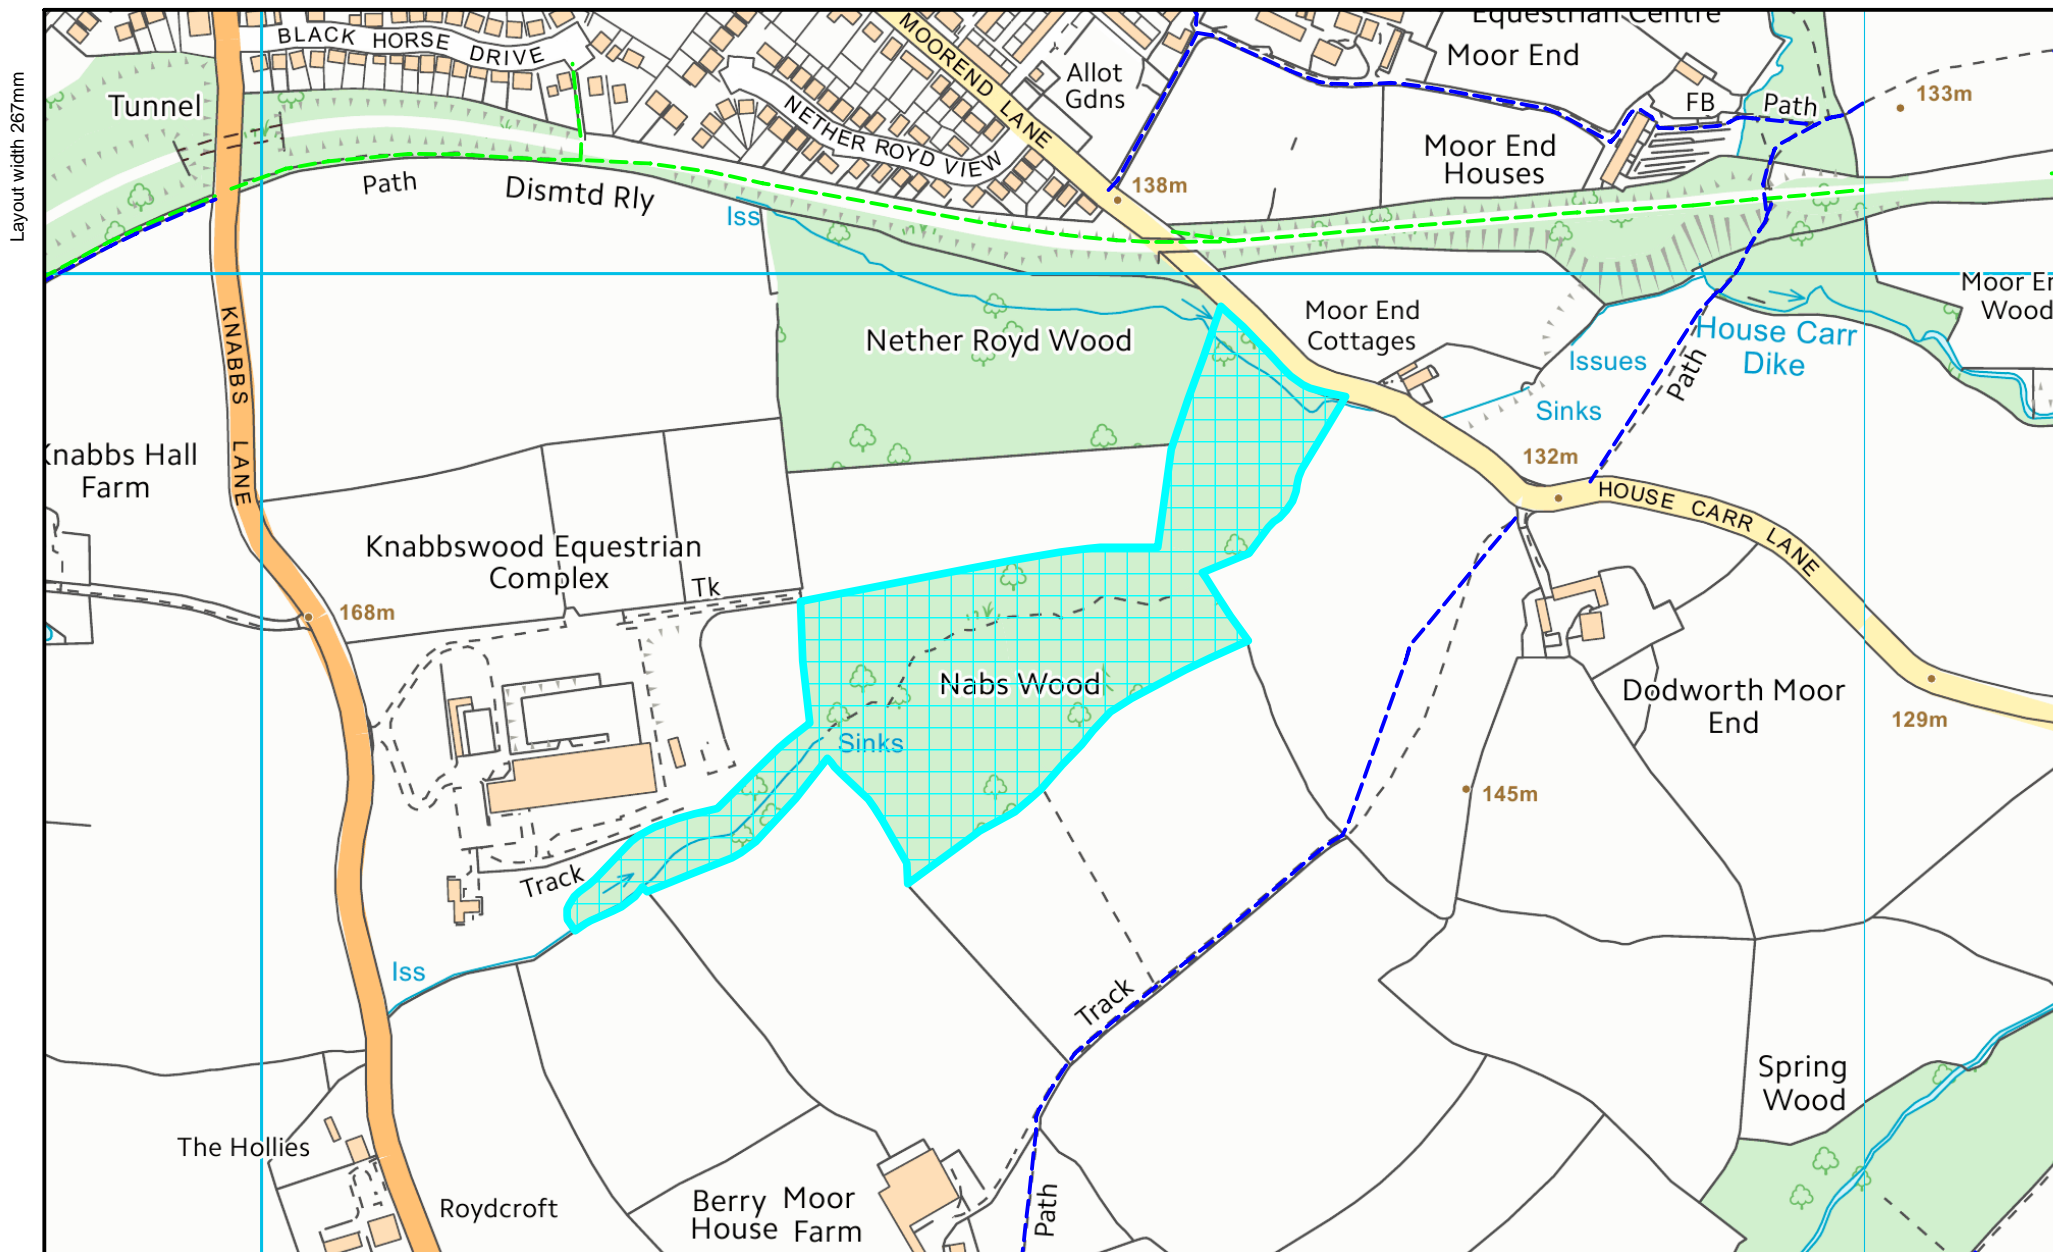 Layout width 267mm
Equestrian Centre
MOOREND LANE
BLACK HORSE DRIVE
Moor End
Allot
Gdns
Tunnel
133m
FB
Path
NETHER ROYD VIEW
Moor End
Houses
Path
Dismtd Rly
138m
Iss
Moor En
Wood
KNABBS LANE
Moor End
Cottages
Nether Royd Wood
House Carr
Dike
Issues
Path
Sinks
Knabbs Hall
Farm
132m
HOUSE CARR LANE
Knabbswood Equestrian
Complex
Tk
168m
Nabs Wood
Dodworth Moor
End
129m
Sinks
145m
Track
Iss
Track
Spring
Wood
The Hollies
Roydcroft
Berry Moor
House Farm
Path